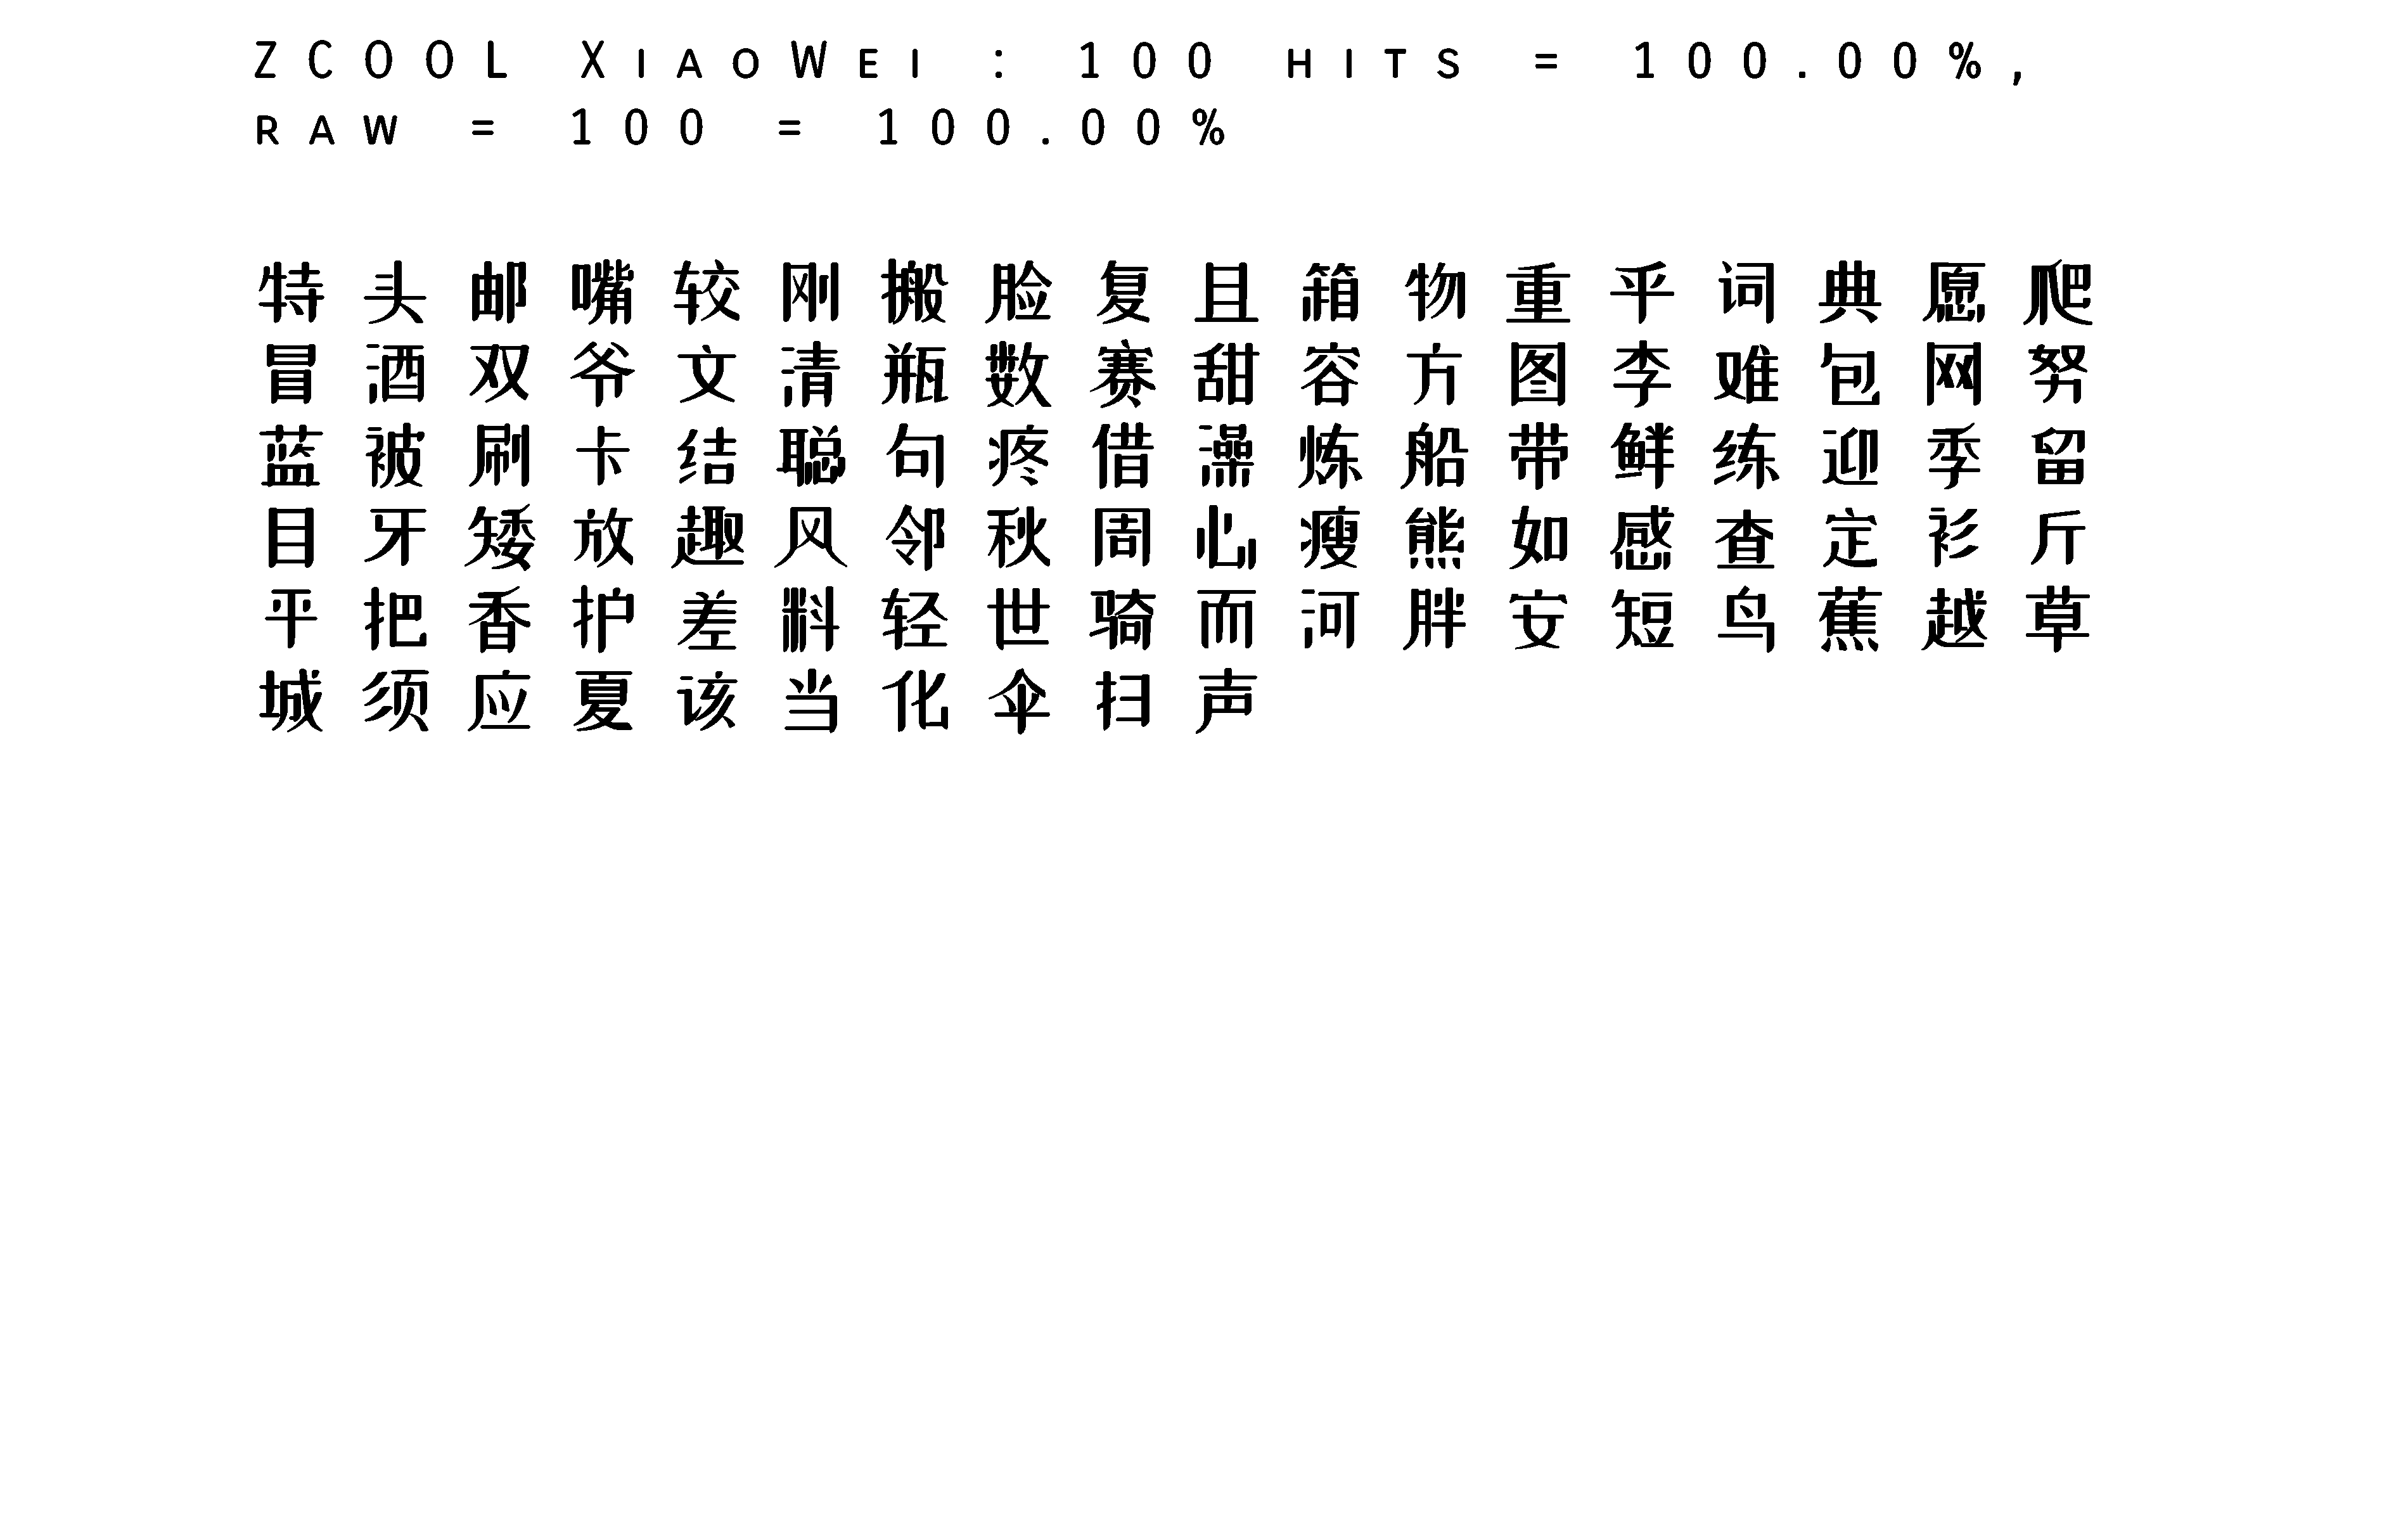 ZCOOL XiaoWei : 100 hits = 100.00%,
raw = 100 = 100.00%
特头邮嘴较刚搬脸复且箱物重乎词典愿爬
冒酒双爷文清瓶数赛甜容方图李难包网努
蓝被刷卡结聪句疼借澡炼船带鲜练迎季留
目牙矮放趣风邻秋周心瘦熊如感查定衫斤
平把香护差料轻世骑而河胖安短鸟蕉越草
城须应夏该当化伞扫声